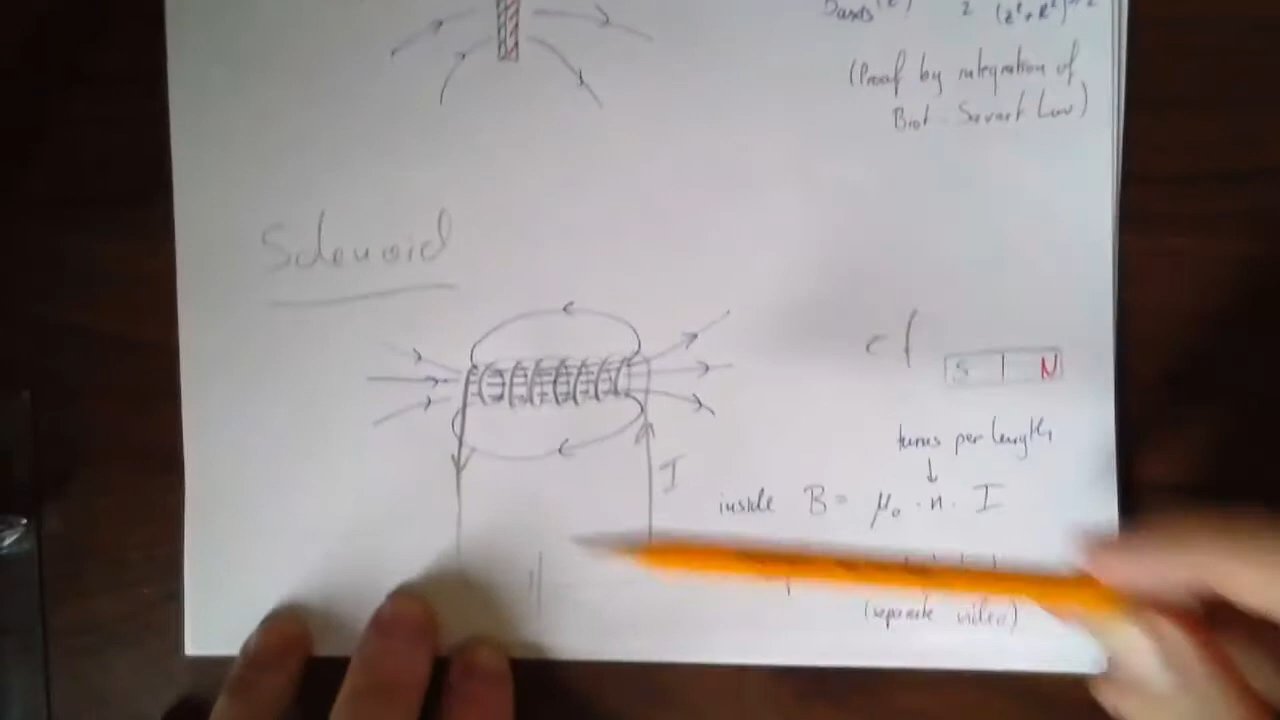 (Proof by integration of
Biot-Savart Law)
Solenoid
cf
S N
turns per length
I
inside B = μ₀ · n · I
(separate video)